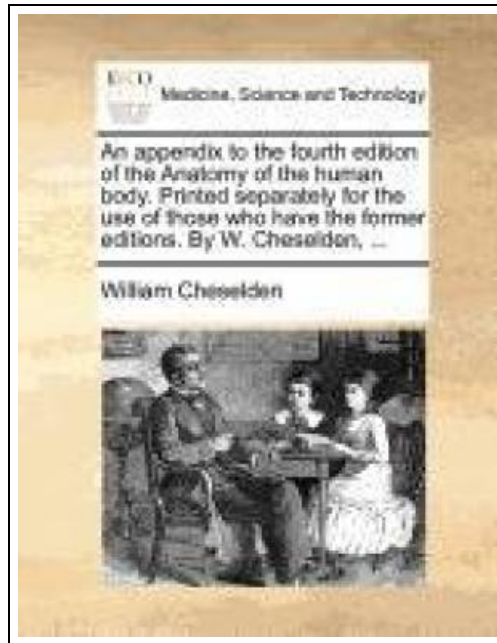 ECCO
Medicine, Science and Technology
An appendix to the fourth edition
of the Anatomy of the human
body. Printed separately for the
use of those who have the former
editions. By W. Cheselden, ...
William Cheselden